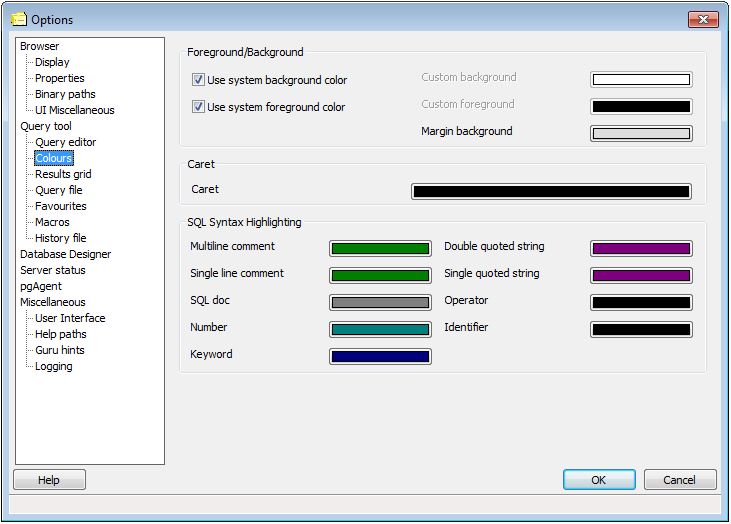 Options
Browser
Display
Properties
Binary paths
UI Miscellaneous
Query tool
Query editor
Colours
Results grid
Query file
Favourites
Macros
History file
Database Designer
Server status
pgAgent
Miscellaneous
User Interface
Help paths
Guru hints
Logging
Foreground/Background
Use system background color
Custom background
Use system foreground color
Custom foreground
Margin background
Caret
Caret
SQL Syntax Highlighting
Multiline comment
Double quoted string
Single line comment
Single quoted string
SQL doc
Operator
Number
Identifier
Keyword
Help
OK
Cancel